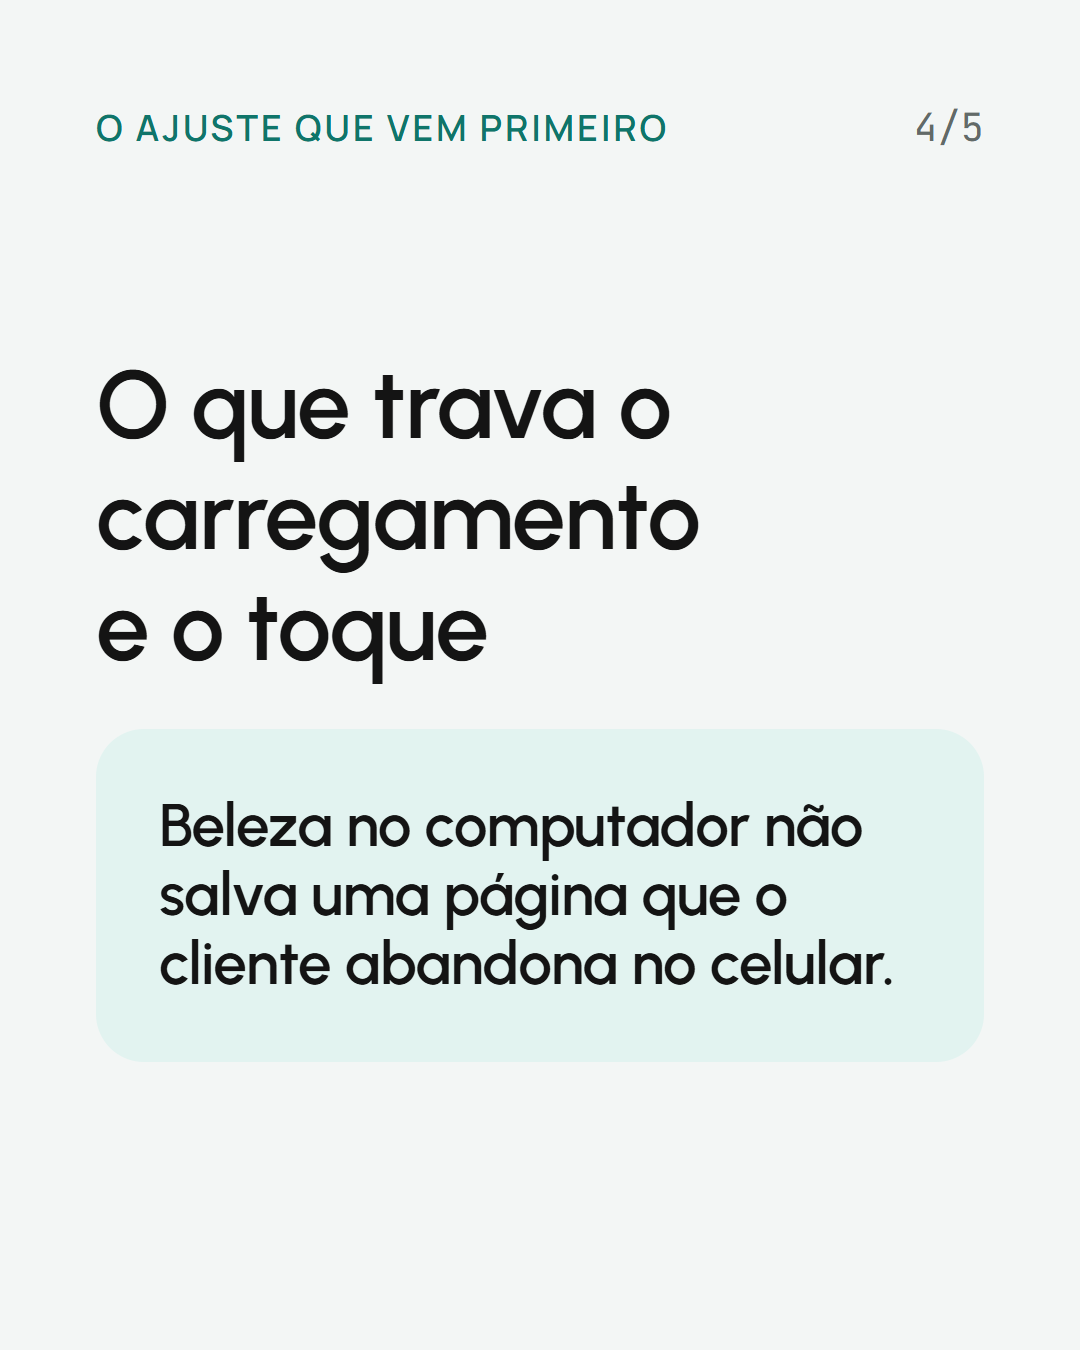 O AJUSTE QUE VEM PRIMEIRO
4/5
O que trava o
carregamento
e o toque
Beleza no computador não
salva uma página que o
cliente abandona no celular.